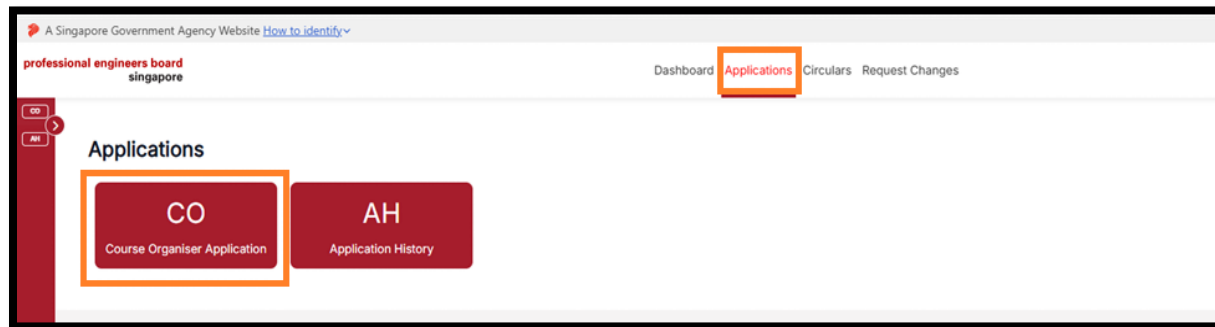 A Singapore Government Agency Website How to identify
professional engineers board
singapore
Dashboard Applications Circulars Request Changes
CO
AH
Applications
CO
Course Organiser Application
AH
Application History